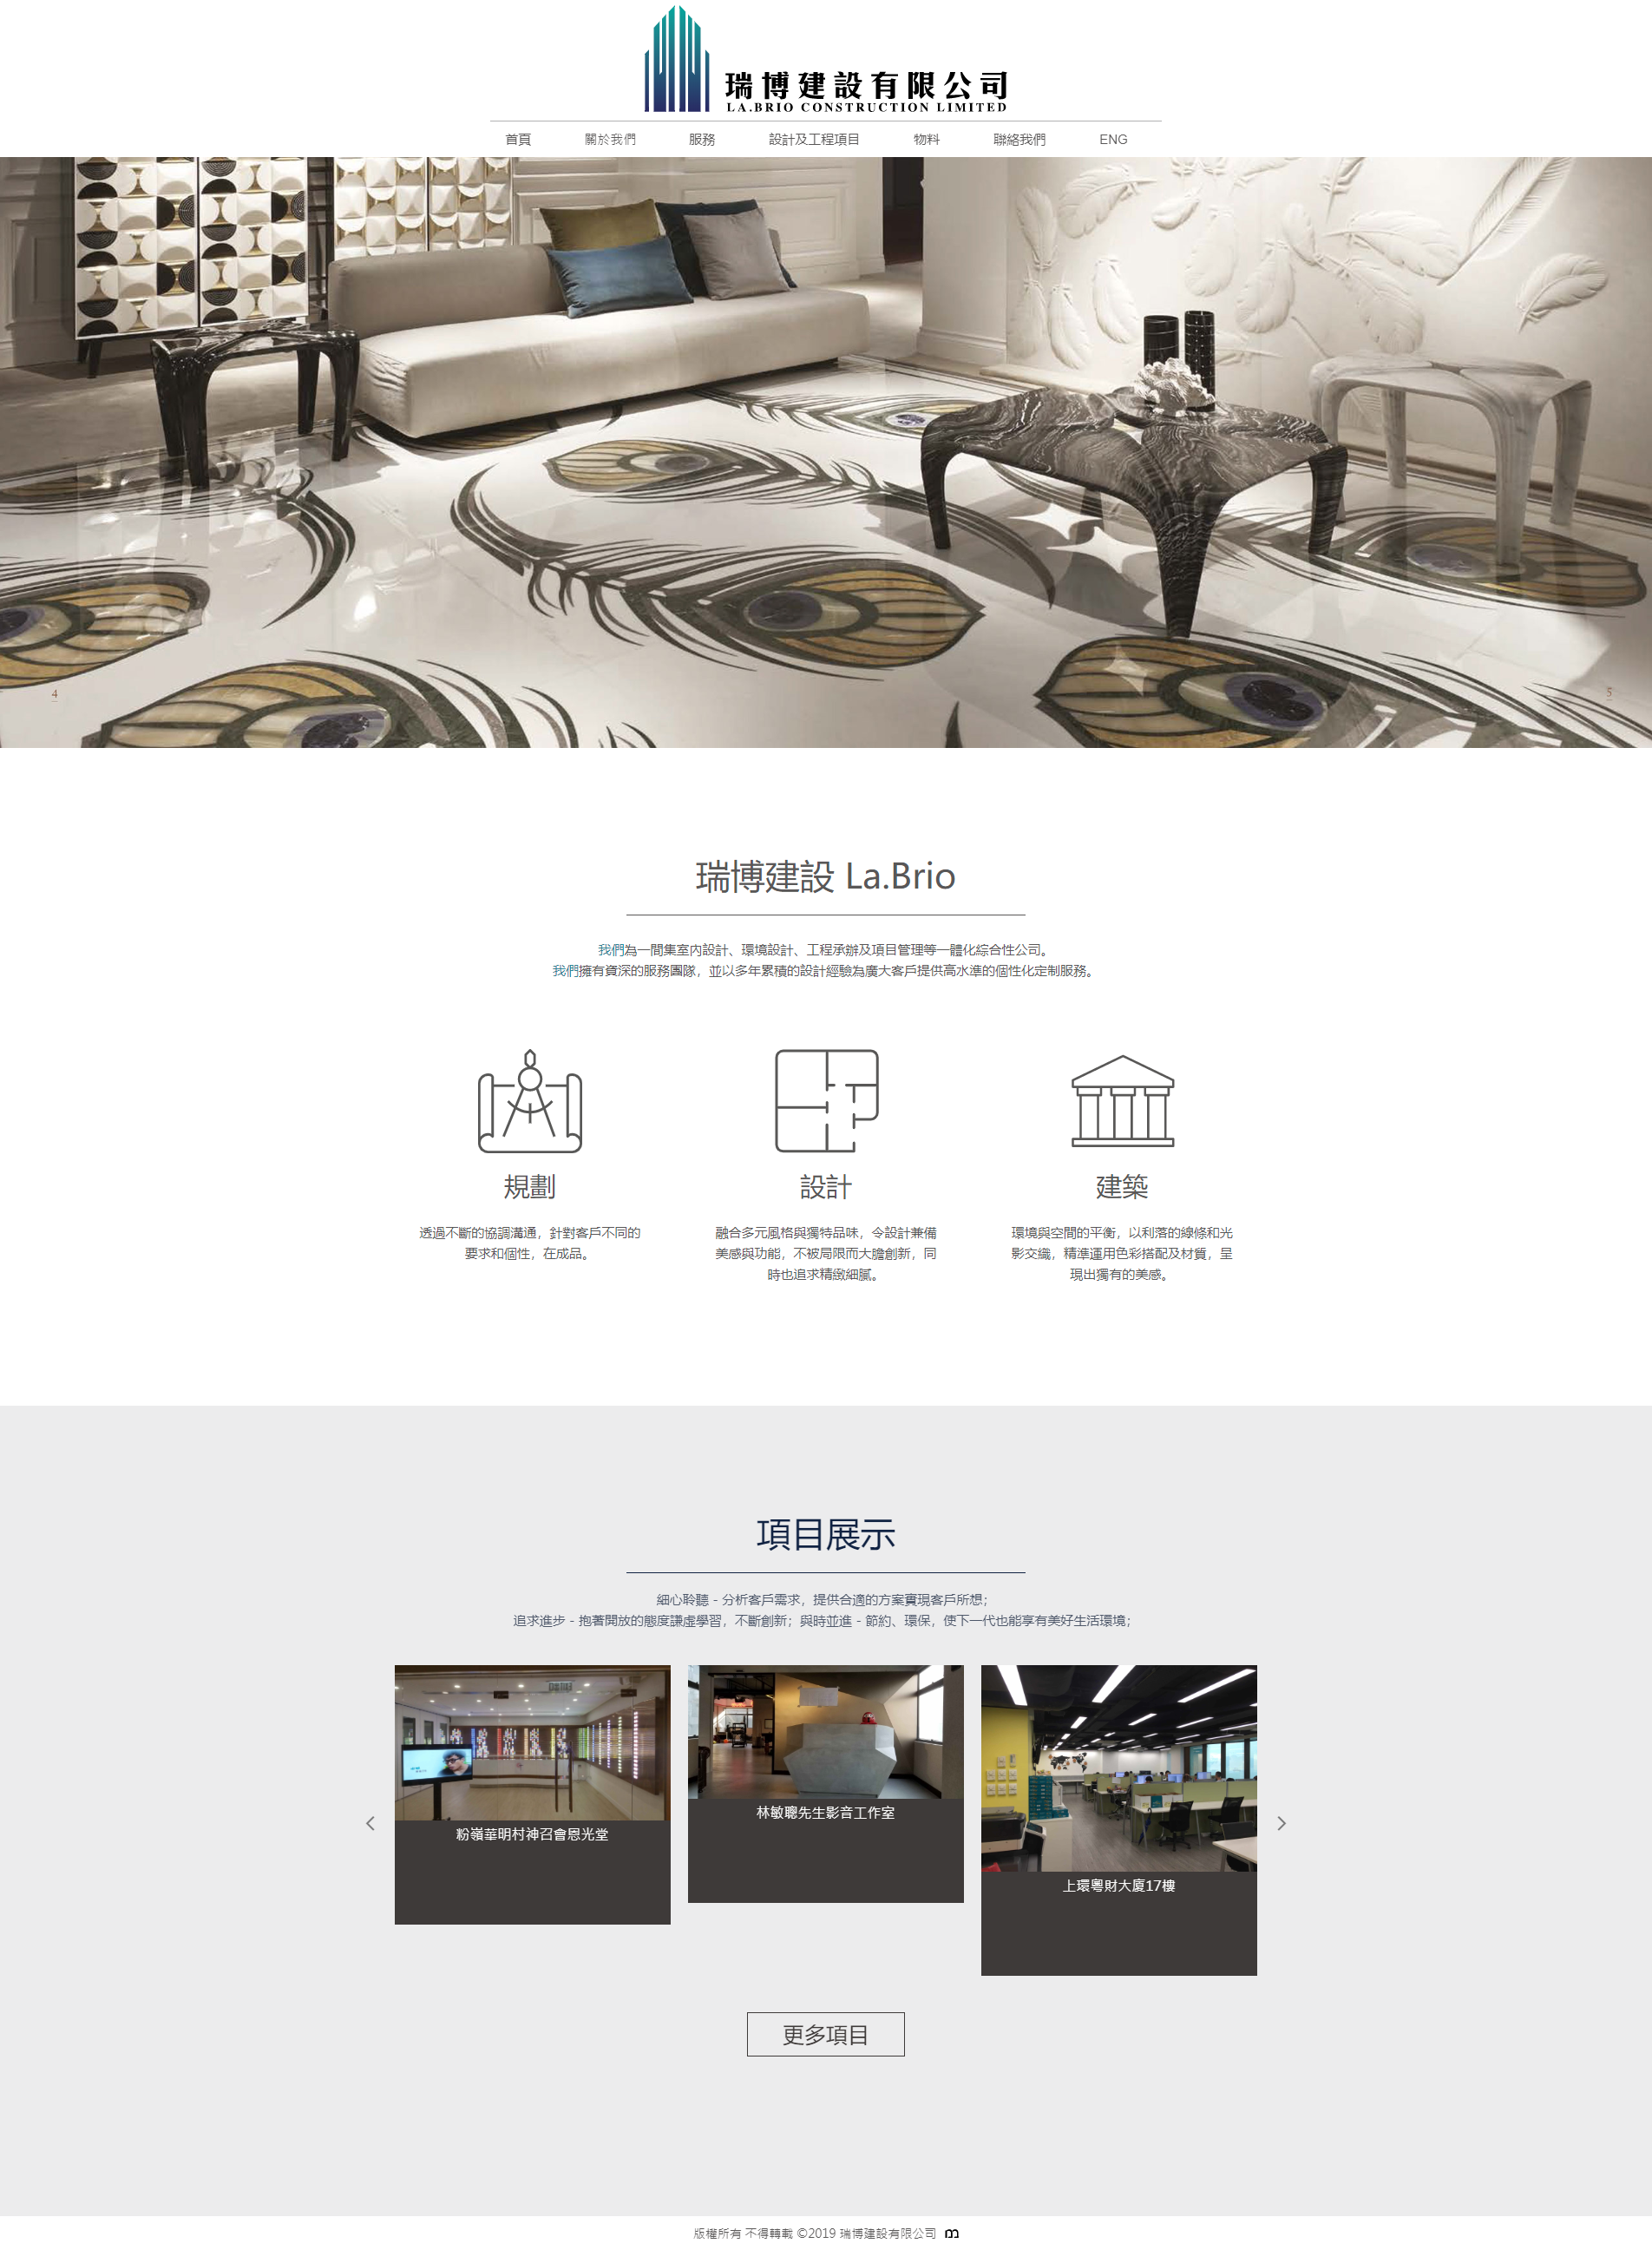 瑞博建設有限公司
LA.BRIO CONSTRUCTION LIMITED
首頁 關於我們 服務 設計及工程項目 物料 聯絡我們 ENG
4
5
瑞博建設 La.Brio
我們為一間集室內設計、環境設計、工程承辦及項目管理等一體化綜合性公司。
我們擁有資深的服務團隊，並以多年累積的設計經驗為廣大客戶提供高水準的個性化定制服務。
規劃
透過不斷的協調溝通，針對客戶不同的
要求和個性，在成品。
設計
融合多元風格與獨特品味，令設計兼備
美感與功能，不被局限而大膽創新，同
時也追求精緻細膩。
建築
環境與空間的平衡，以利落的線條和光
影交織，精準運用色彩搭配及材質，呈
現出獨有的美感。
項目展示
細心聆聽 - 分析客戶需求，提供合適的方案實現客戶所想；
追求進步 - 抱著開放的態度謙虛學習，不斷創新；與時並進 - 節約、環保，使下一代也能享有美好生活環境；
粉嶺華明村神召會恩光堂
林敏聰先生影音工作室
上環粵財大廈17樓
更多項目
版權所有 不得轉載 ©2019 瑞博建設有限公司